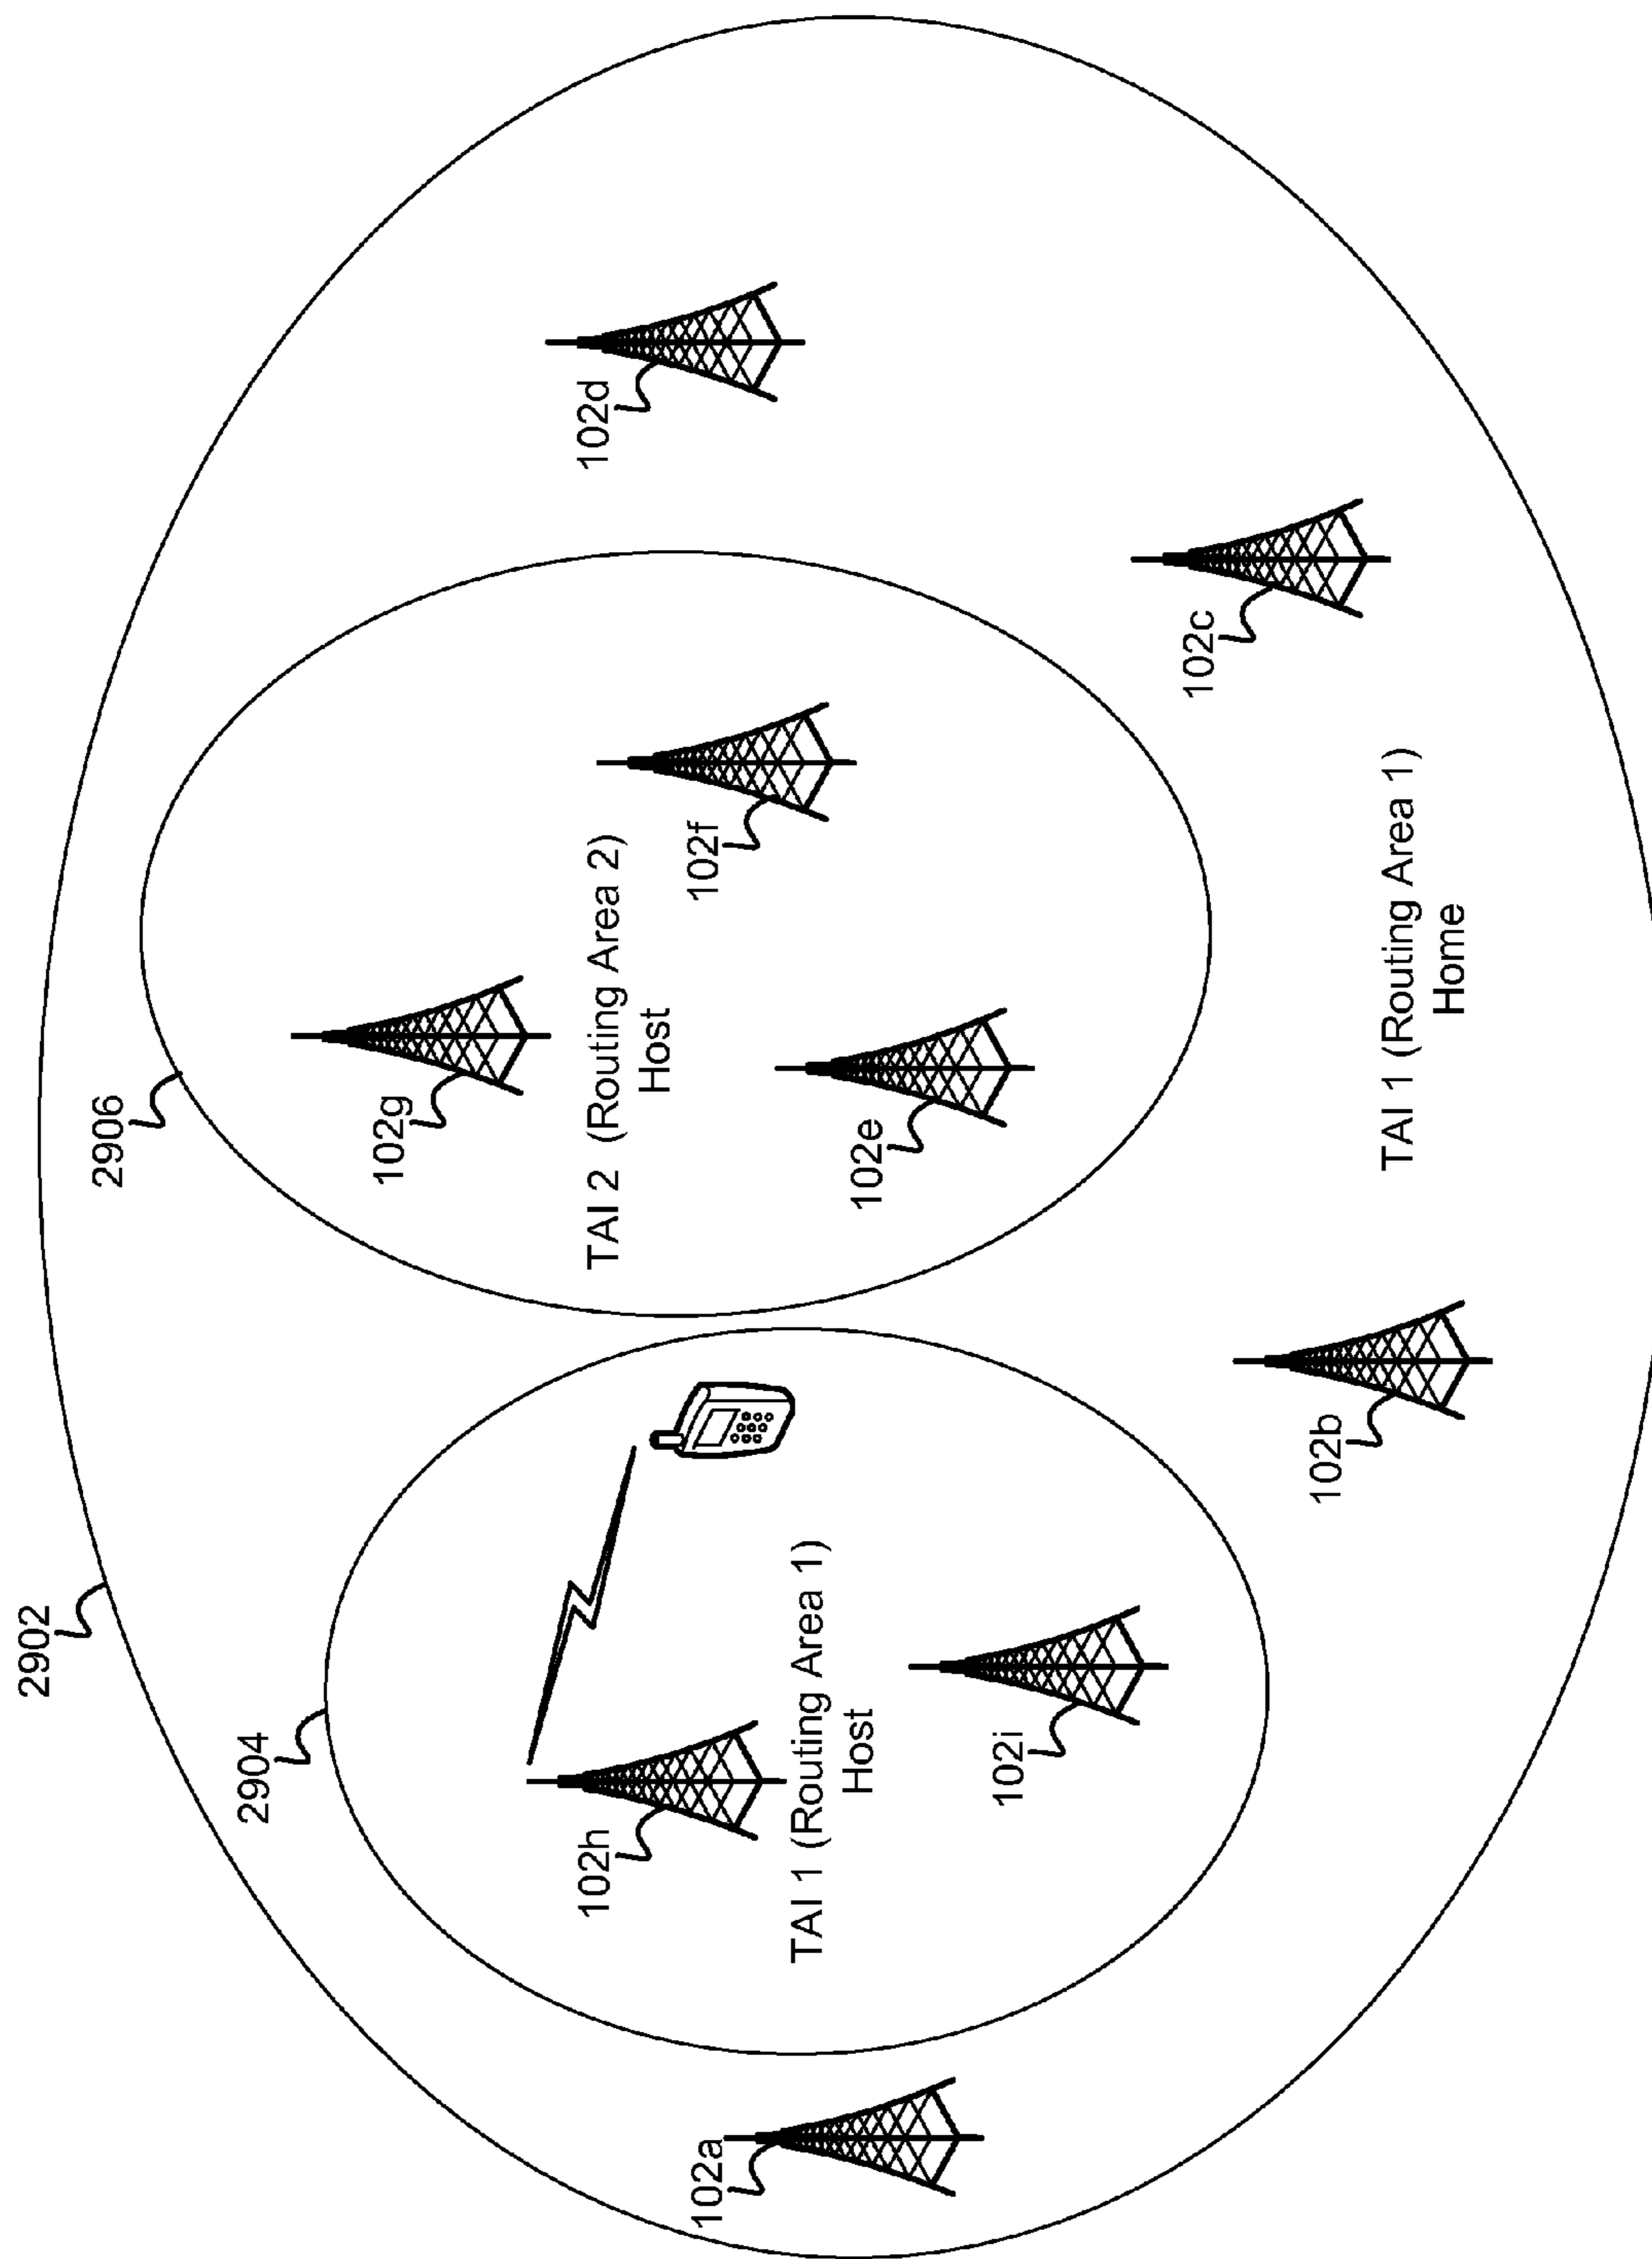 2902
2904
2906
102g
102h
102d
TAI 2 (Routing Area 2)
Host
102f
102a
TAI 1 (Routing Area 1)
Host
102e
102i
102c
102b
TAI 1 (Routing Area 1)
Home